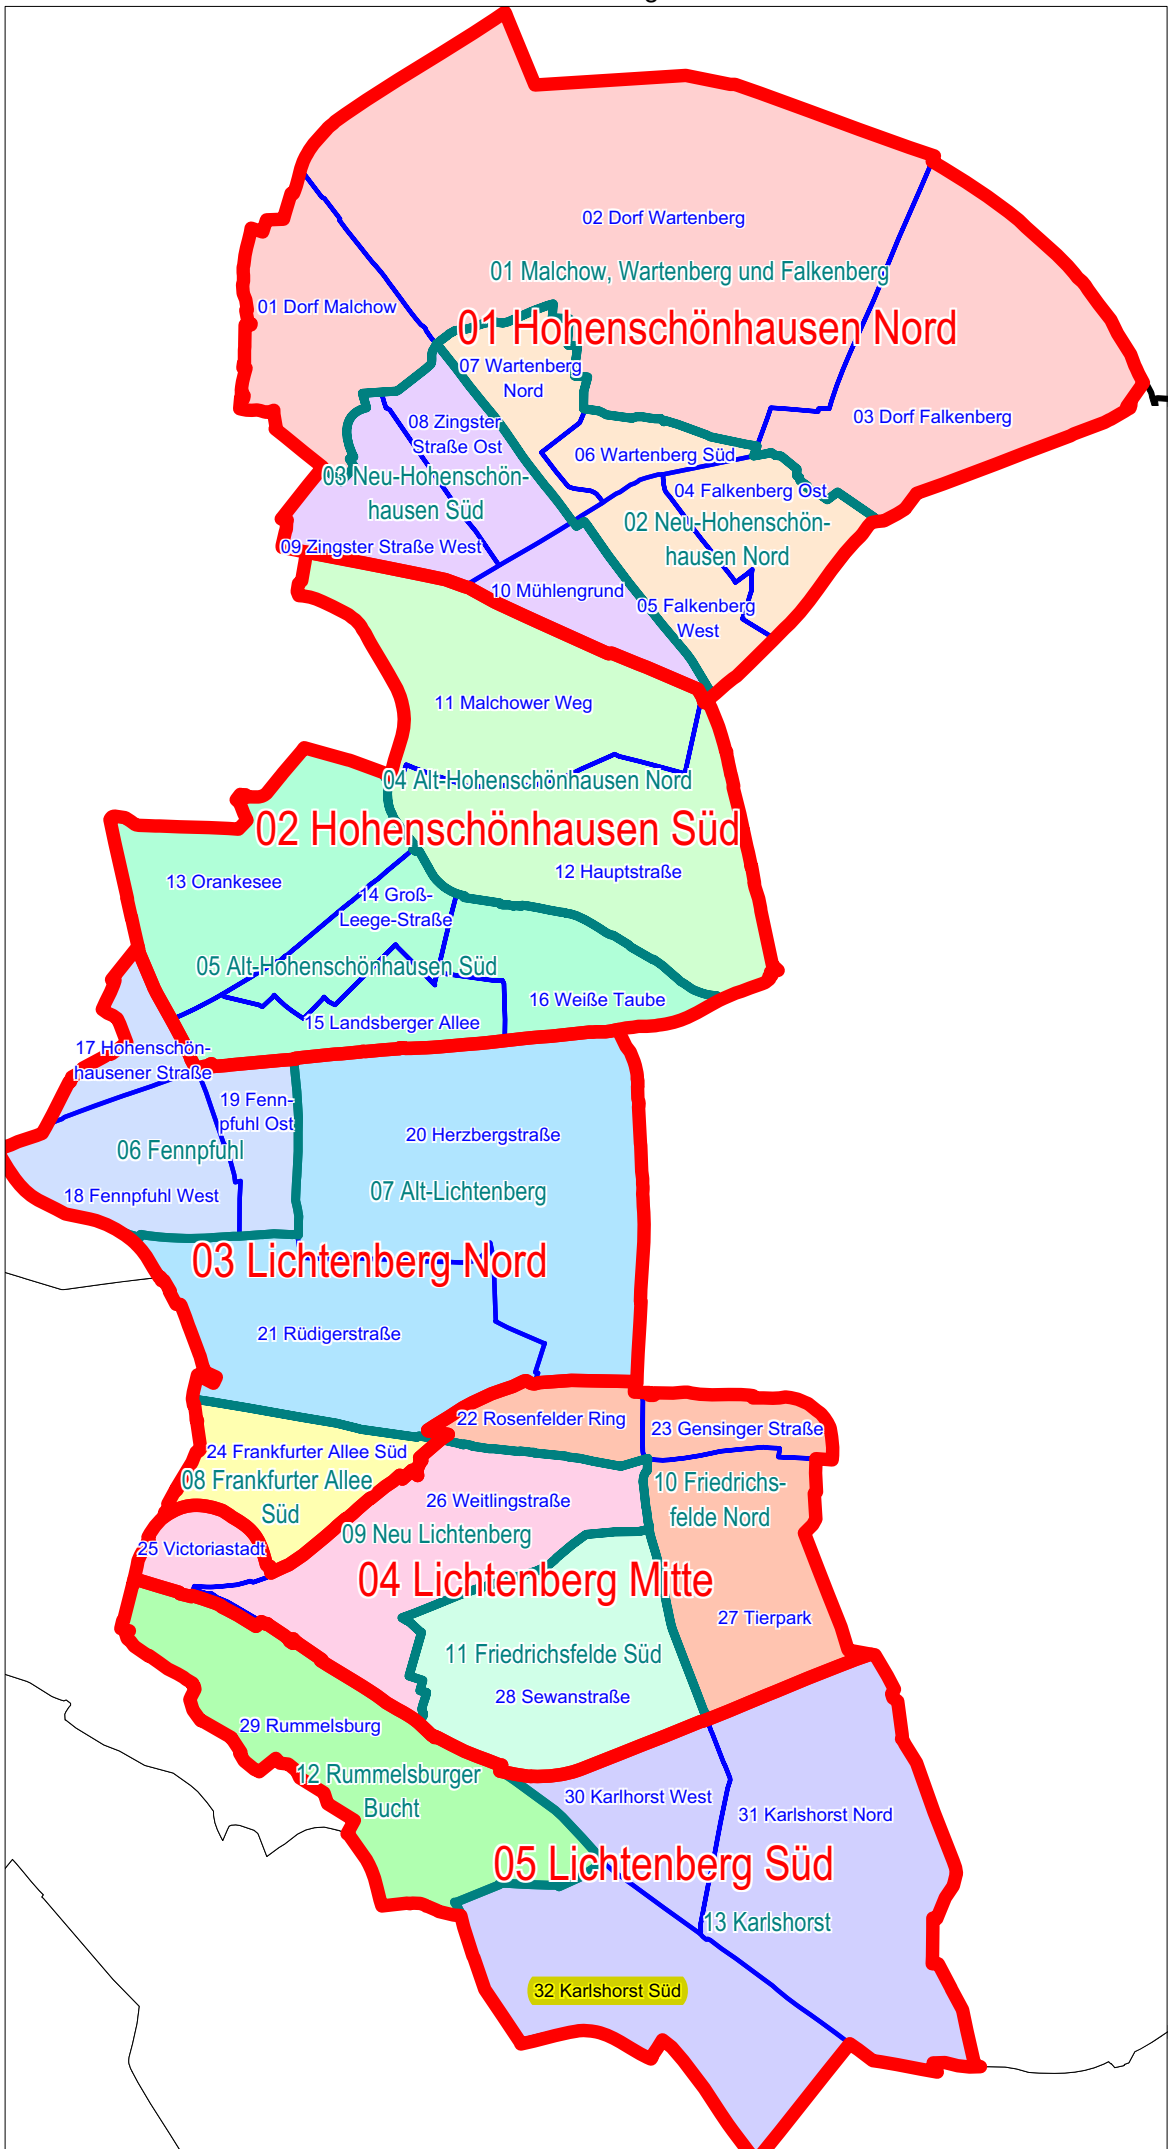 02 Dorf Wartenberg
01 Malchow, Wartenberg und Falkenberg
01 Dorf Malchow
01 Hohenschönhausen Nord
07 Wartenberg
Nord
03 Dorf Falkenberg
08 Zingster
Straße Ost
06 Wartenberg Süd
03 Neu-Hohenschön-
hausen Süd
04 Falkenberg Ost
02 Neu-Hohenschön-
hausen Nord
09 Zingster Straße West
10 Mühlengrund
05 Falkenberg
West
11 Malchower Weg
04 Alt-Hohenschönhausen Nord
02 Hohenschönhausen Süd
12 Hauptstraße
13 Orankesee
14 Groß-
Leege-Straße
05 Alt-Hohenschönhausen Süd
16 Weiße Taube
15 Landsberger Allee
17 Hohenschön-
hausener Straße
19 Fenn-
pfuhl Ost
20 Herzbergstraße
06 Fennpfuhl
18 Fennpfuhl West
07 Alt-Lichtenberg
03 Lichtenberg Nord
21 Rüdigerstraße
22 Rosenfelder Ring
23 Gensinger Straße
24 Frankfurter Allee Süd
08 Frankfurter Allee
Süd
10 Friedrichs-
felde Nord
26 Weitlingstraße
09 Neu Lichtenberg
25 Victoriastadt
04 Lichtenberg Mitte
27 Tierpark
11 Friedrichsfelde Süd
28 Sewanstraße
29 Rummelsburg
12 Rummelsburger
Bucht
30 Karlhorst West
31 Karlshorst Nord
05 Lichtenberg Süd
13 Karlshorst
32 Karlshorst Süd